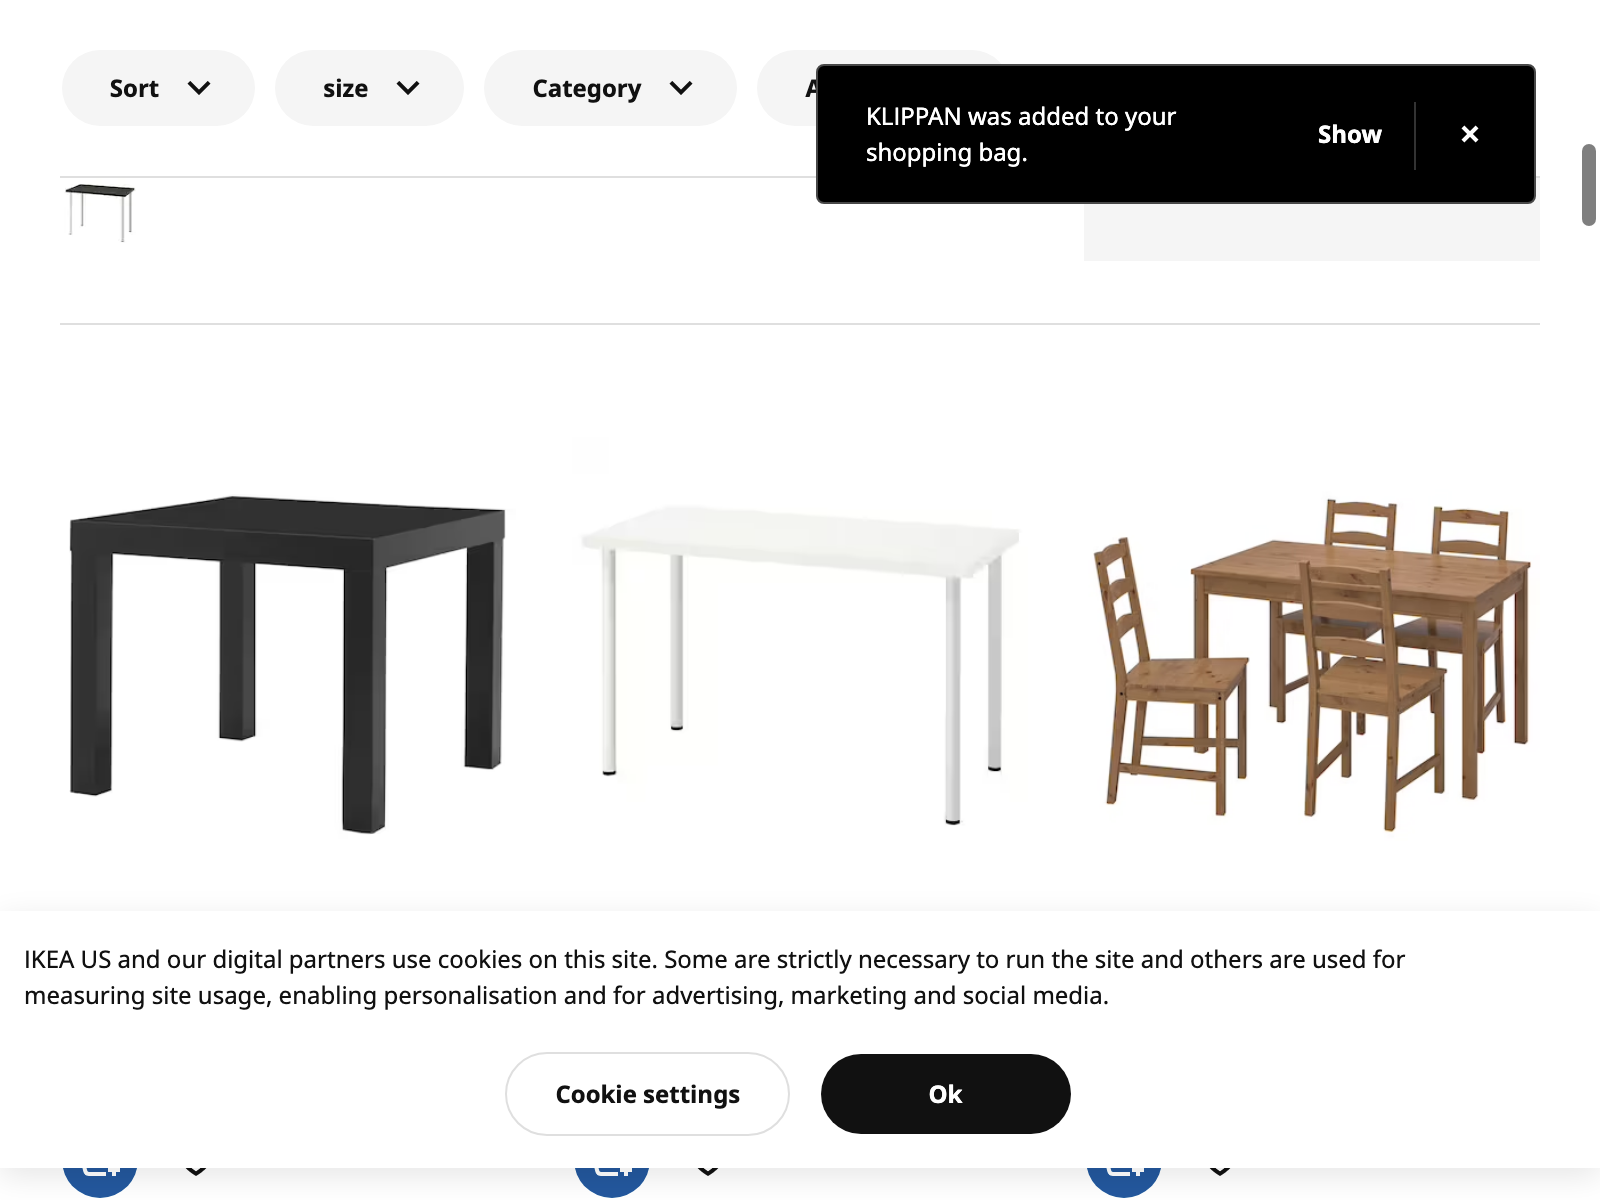 Sort
size
Category
KLIPPAN was added to your
shopping bag.
Show
IKEA US and our digital partners use cookies on this site. Some are strictly necessary to run the site and others are used for
measuring site usage, enabling personalisation and for advertising, marketing and social media.
Cookie settings
Ok